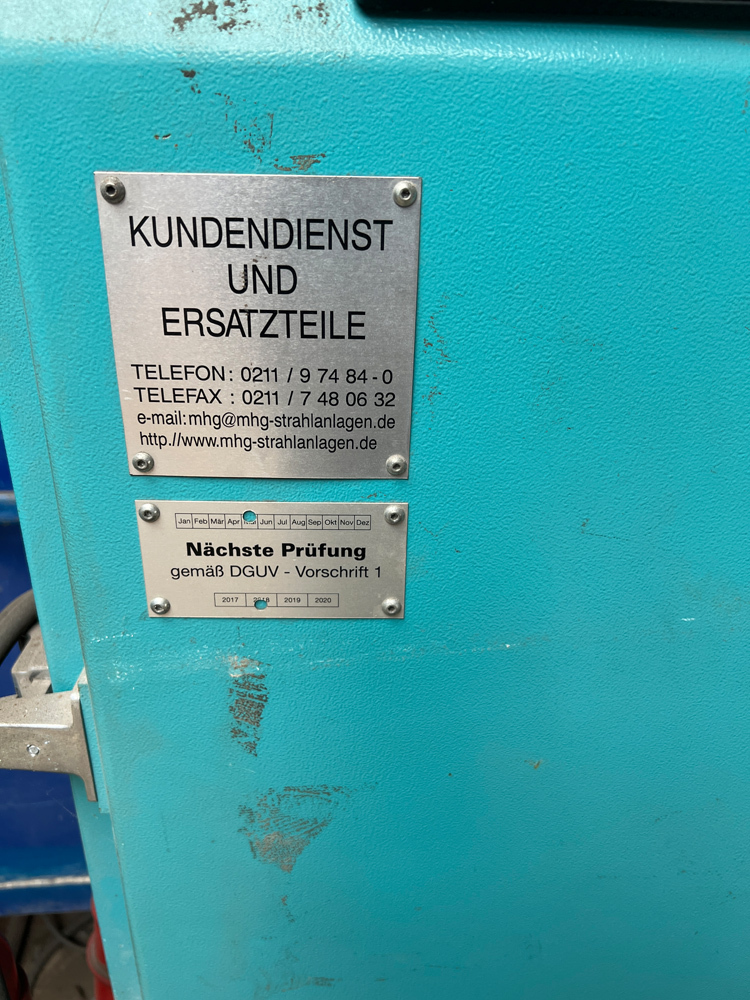 KUNDENDIENST
UND
ERSATZTEILE
TELEFON: 0211 / 9 74 84-0
TELEFAX : 0211 / 7 48 06 32
e-mail:mhg@mhg-strahlanlagen.de
http.//www.mhg-strahlanlagen.de
Jan Feb Mär Apr Jun Jul Aug Sep Okt Nov Dez
Nächste Prüfung
gemäß DGUV - Vorschrift 1
2017 2018 2019 2020